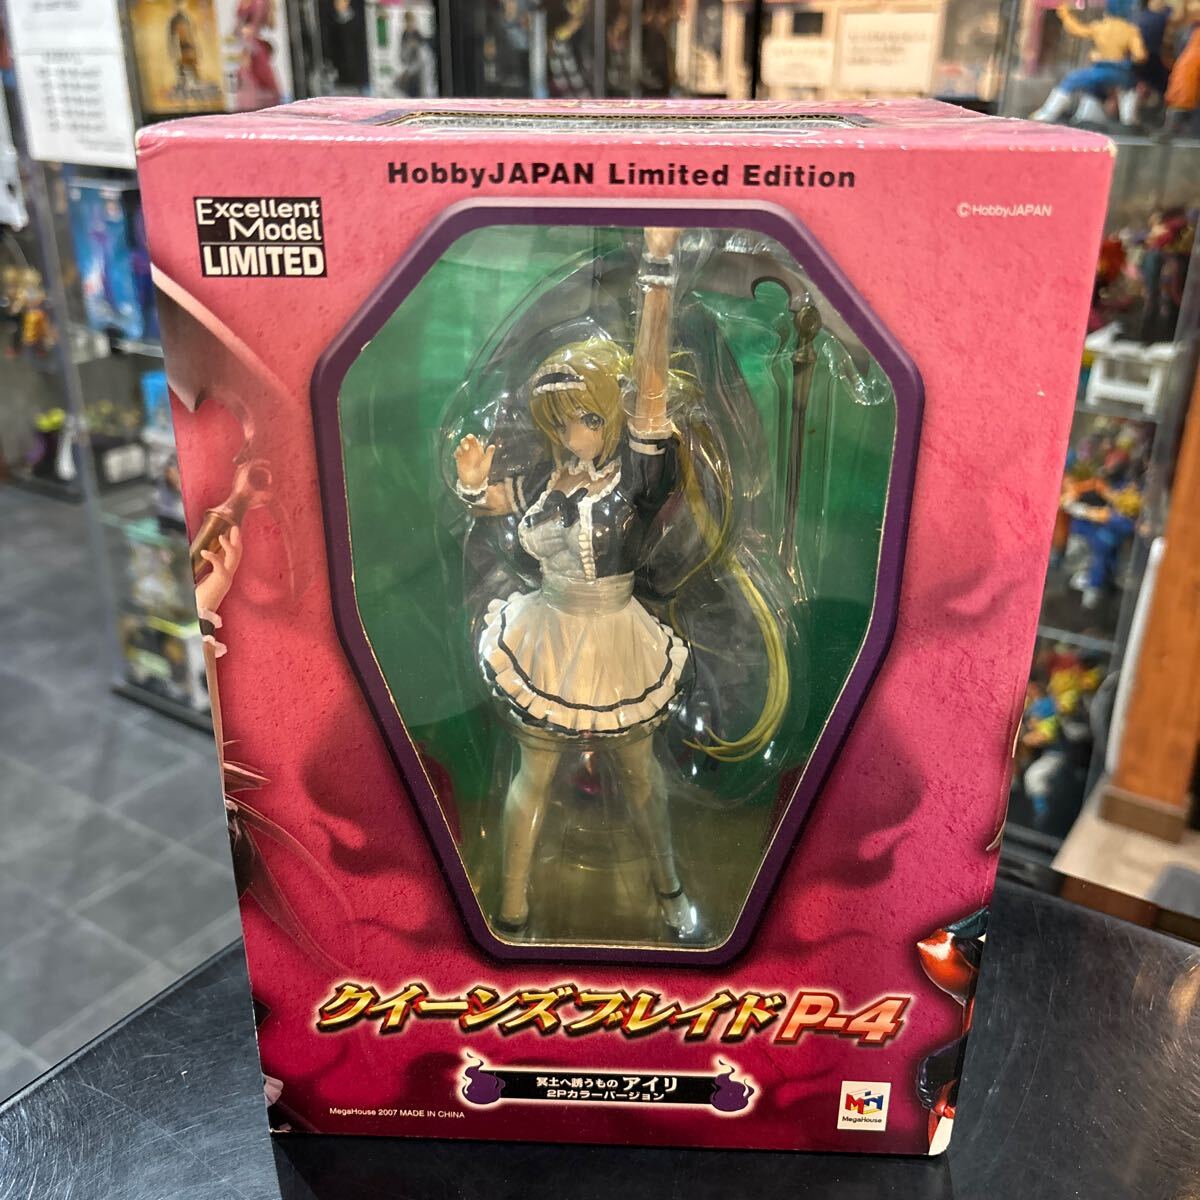 HobbyJAPAN Limited Edition
Excellent
Model
LIMITED
©HobbyJAPAN
クイーンズブレイド P-4
冥土へ誘うもの アイリ
2Pカラーバージョン
MegaHouse 2007 MADE IN CHINA
MegaHouse